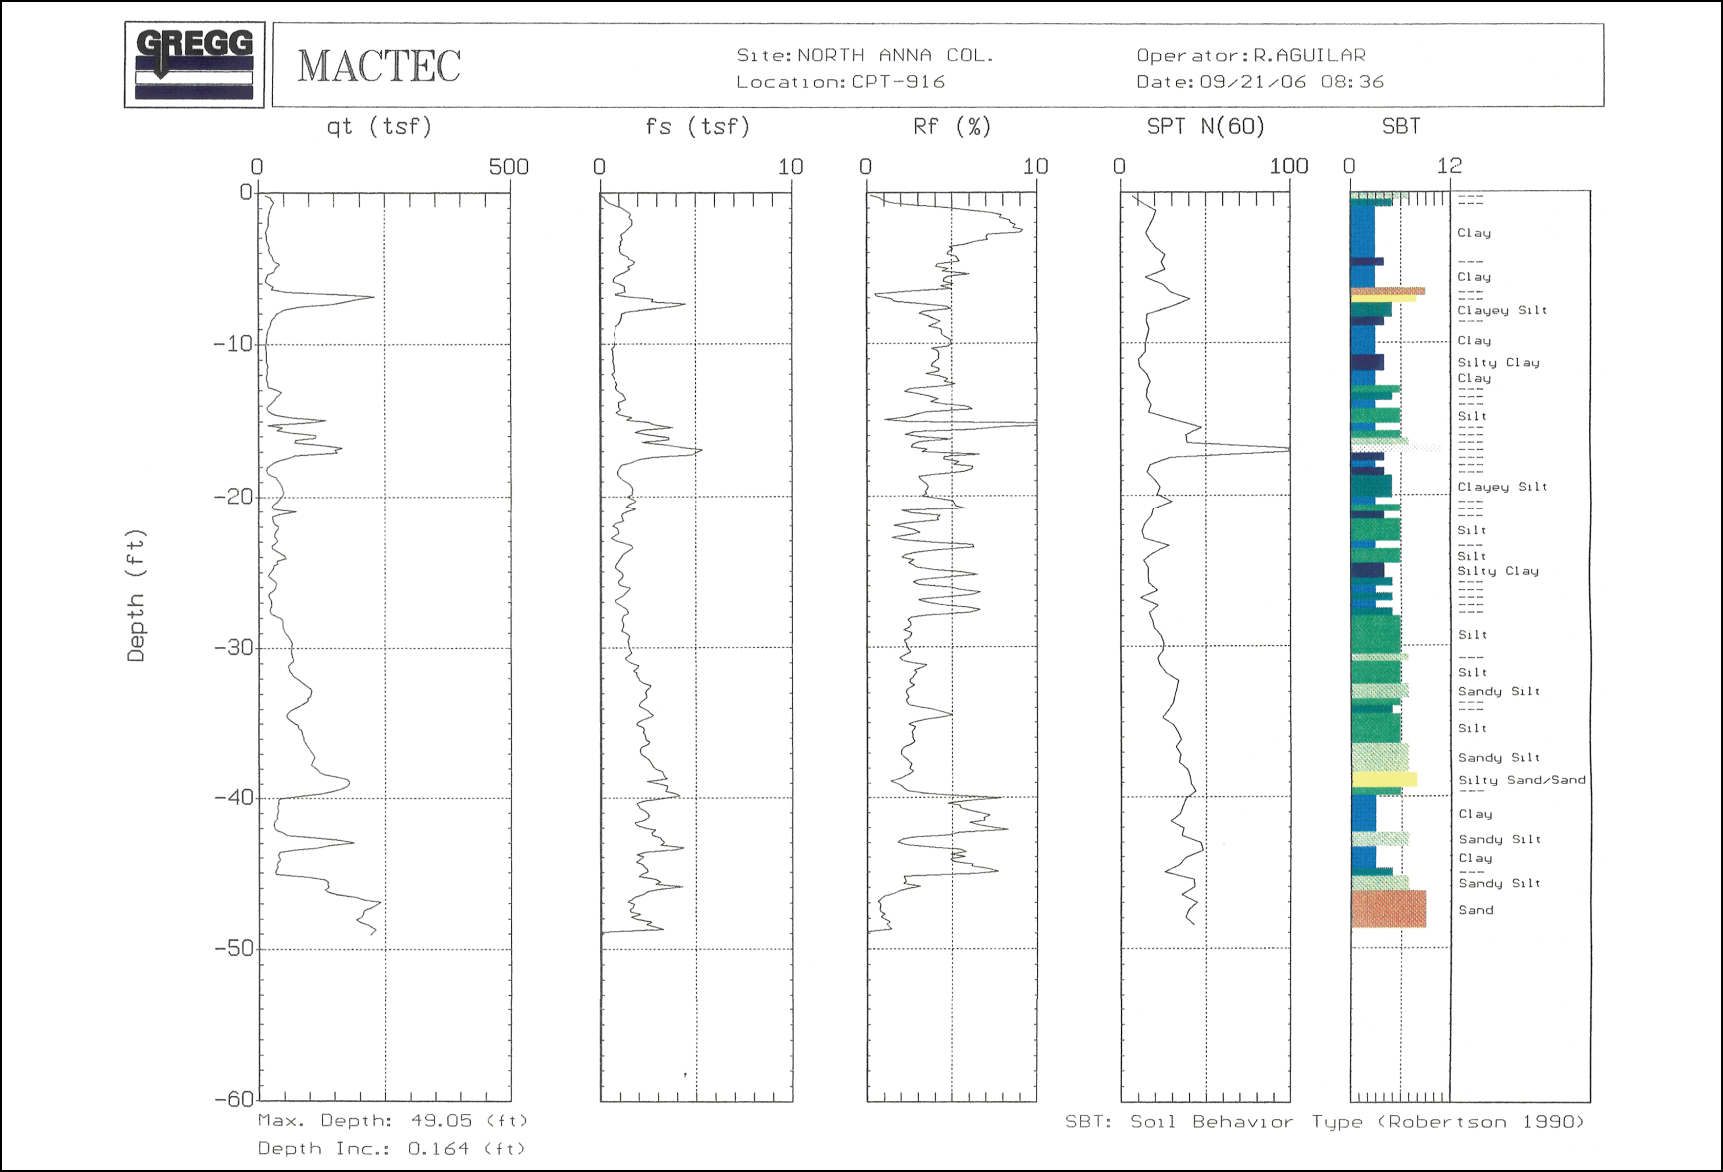 GREGG
MACTEC
Site:NORTH ANNA COL.
Location:CPT-916
Operator:R.AGUILAR
Date:09/21/06 08:36
qt (tsf)
fs (tsf)
Rf (%)
SPT N(60)
SBT
0 500
0 10
0 10
0 100
0 12
0
-10
-20
-30
-40
-50
-60
Depth (ft)
Clay
Clay
Clayey Silt
Clay
Silty Clay
Clay
Silt
Clayey Silt
Silt
Silt
Silty Clay
Silt
Silt
Sandy Silt
Silt
Sandy Silt
Silty Sand/Sand
Clay
Sandy Silt
Clay
Sandy Silt
Sand
Max. Depth: 49.05 (ft)
Depth Inc.: 0.164 (ft)
SBT: Soil Behavior Type (Robertson 1990)